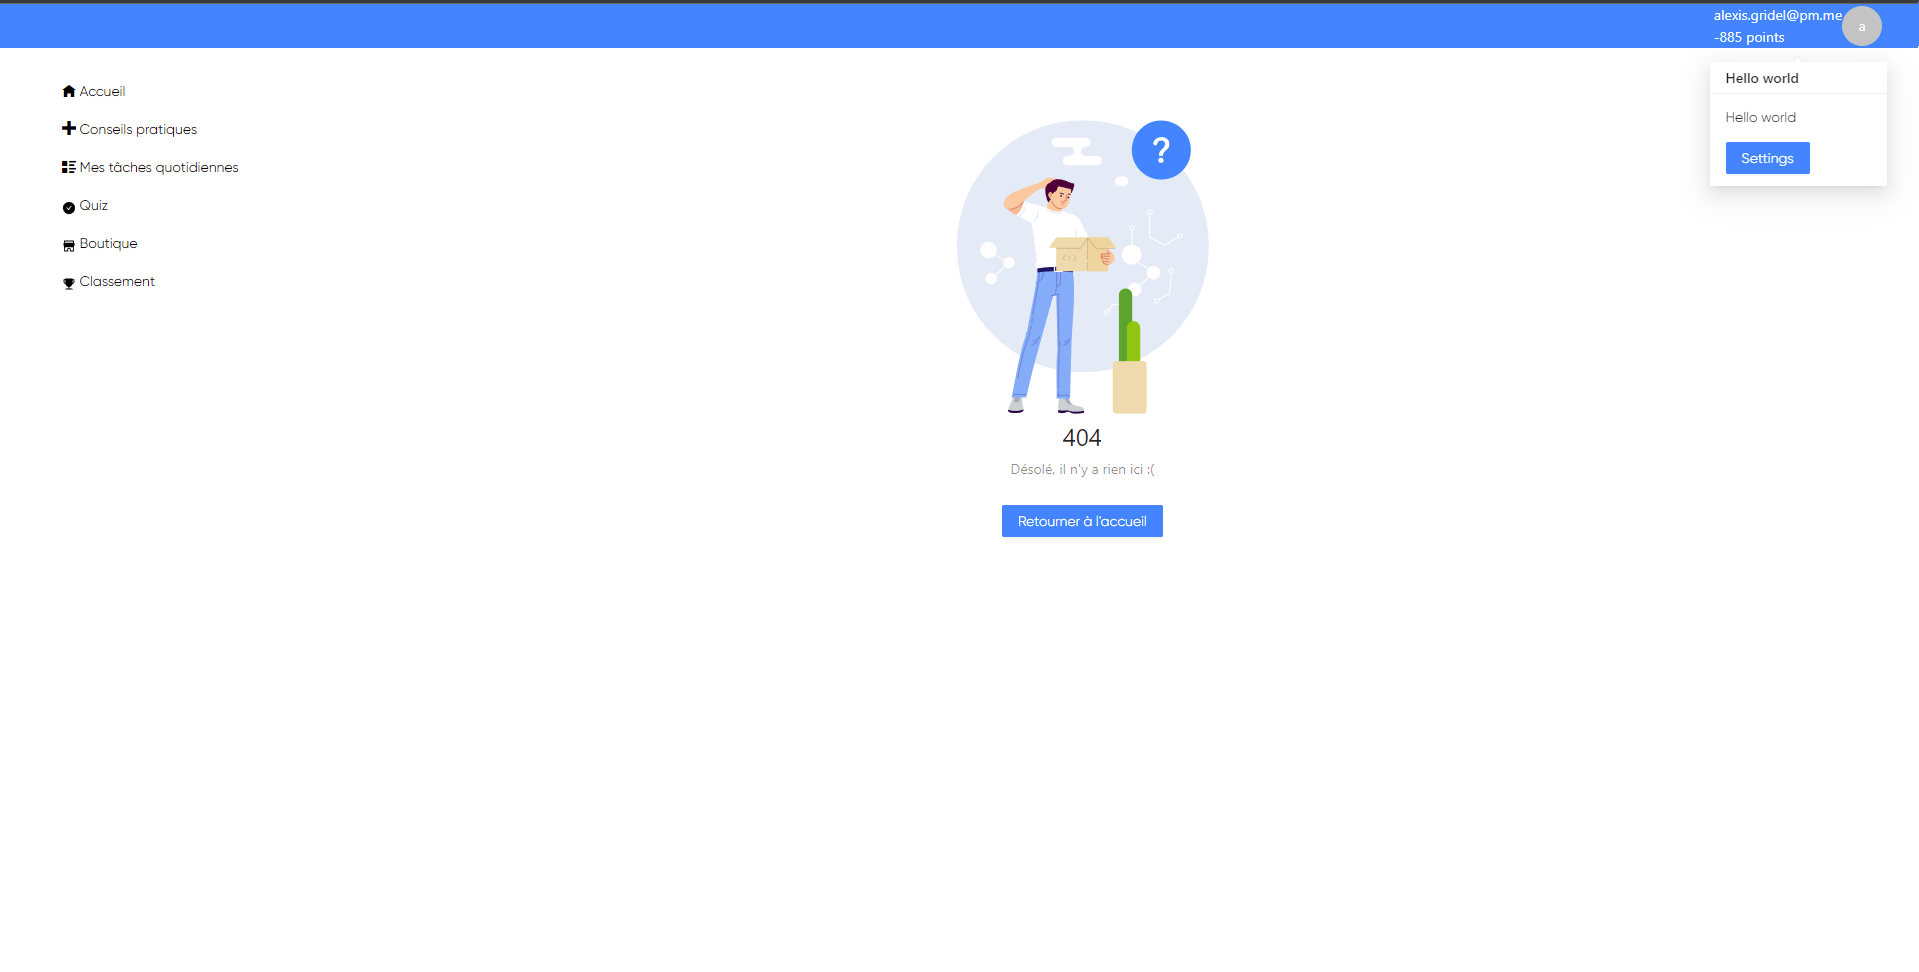 alexis.gridel@pm.me
a
-885 points
Hello world
Hello world
Settings
Accueil
Conseils pratiques
Mes tâches quotidiennes
Quiz
Boutique
Classement
?
</>
404
Désolé, il n'y a rien ici :(
Retourner à l'accueil